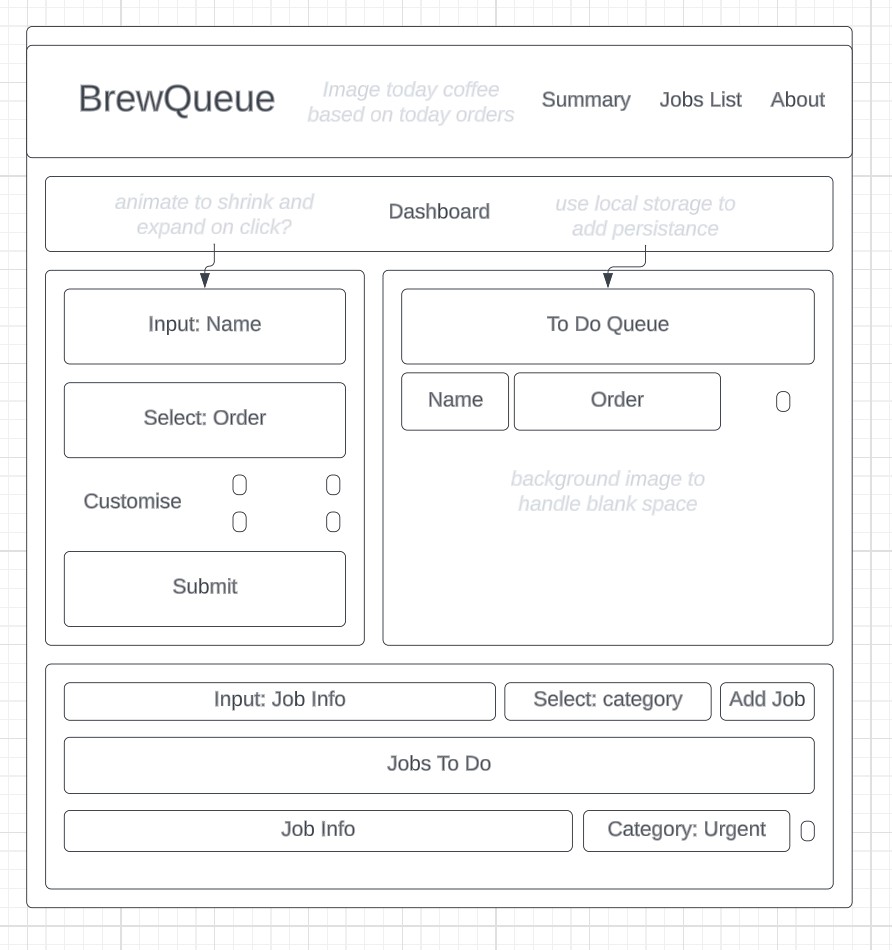 BrewQueue
Image today coffee
based on today orders
Summary
Jobs List
About
animate to shrink and
expand on click?
Dashboard
use local storage to
add persistance
Input: Name
Select: Order
Customise
Submit
To Do Queue
Name
Order
background image to
handle blank space
Input: Job Info
Select: category
Add Job
Jobs To Do
Job Info
Category: Urgent